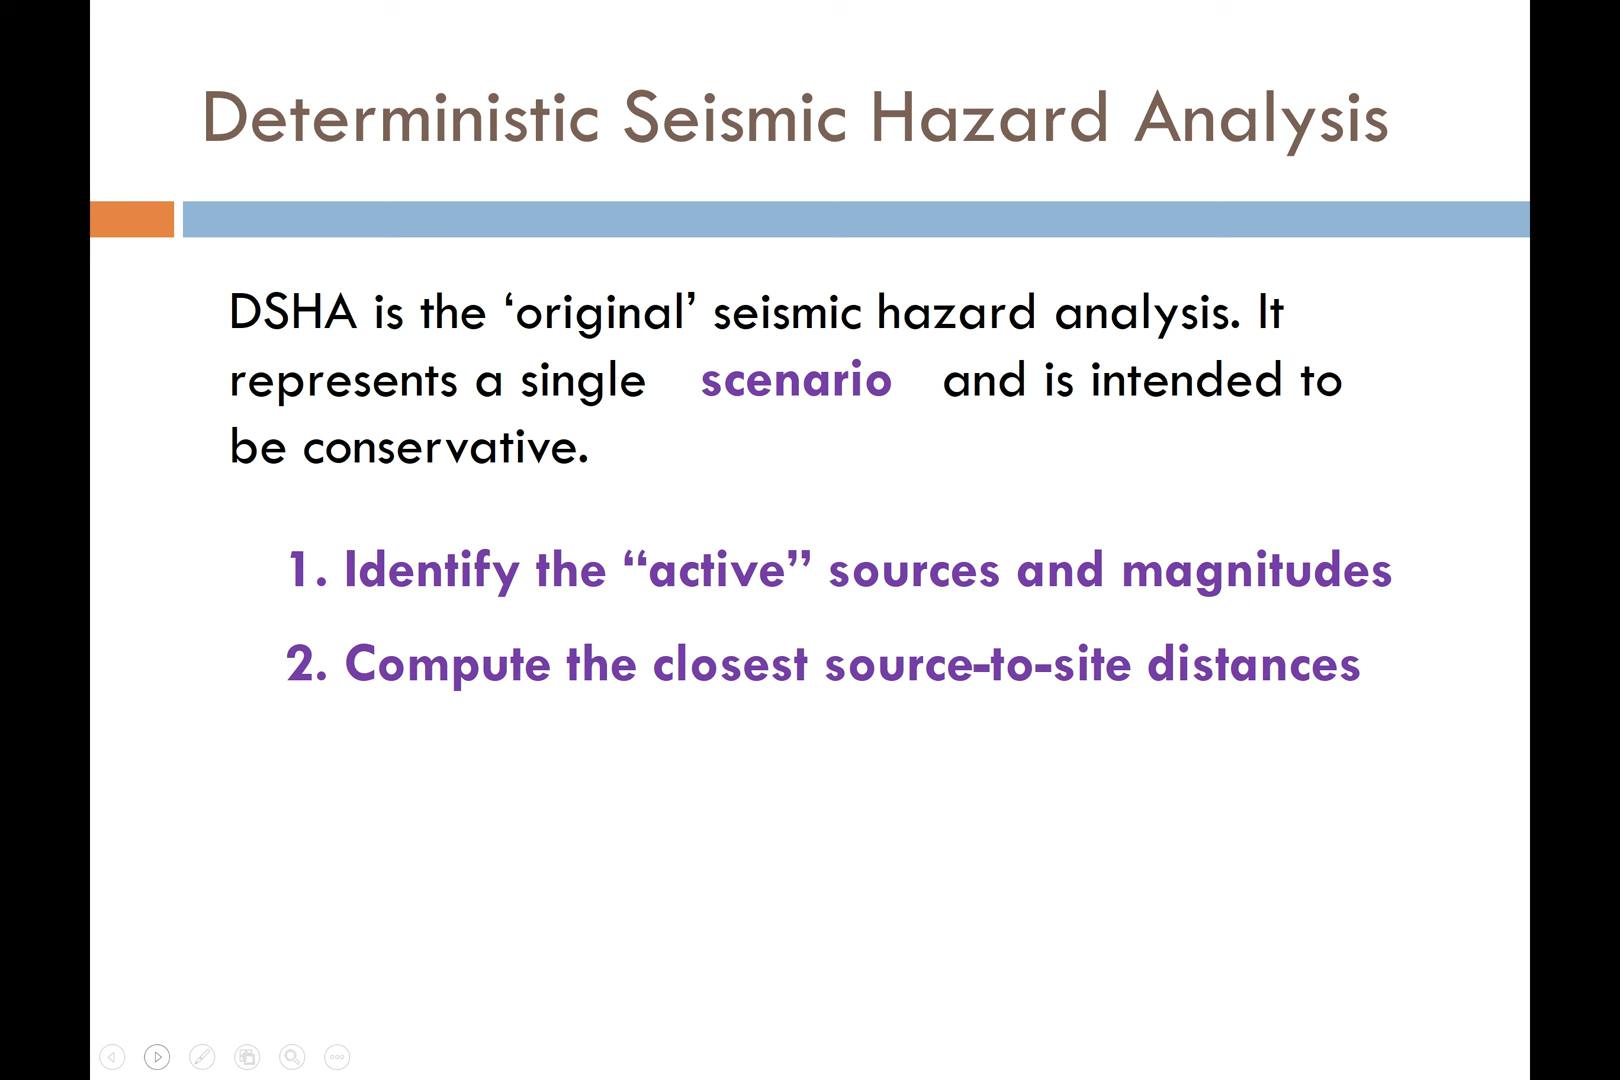 Deterministic Seismic Hazard Analysis
DSHA is the ‘original’ seismic hazard analysis. It
represents a single scenario and is intended to
be conservative.
1. Identify the “active” sources and magnitudes
2. Compute the closest source-to-site distances